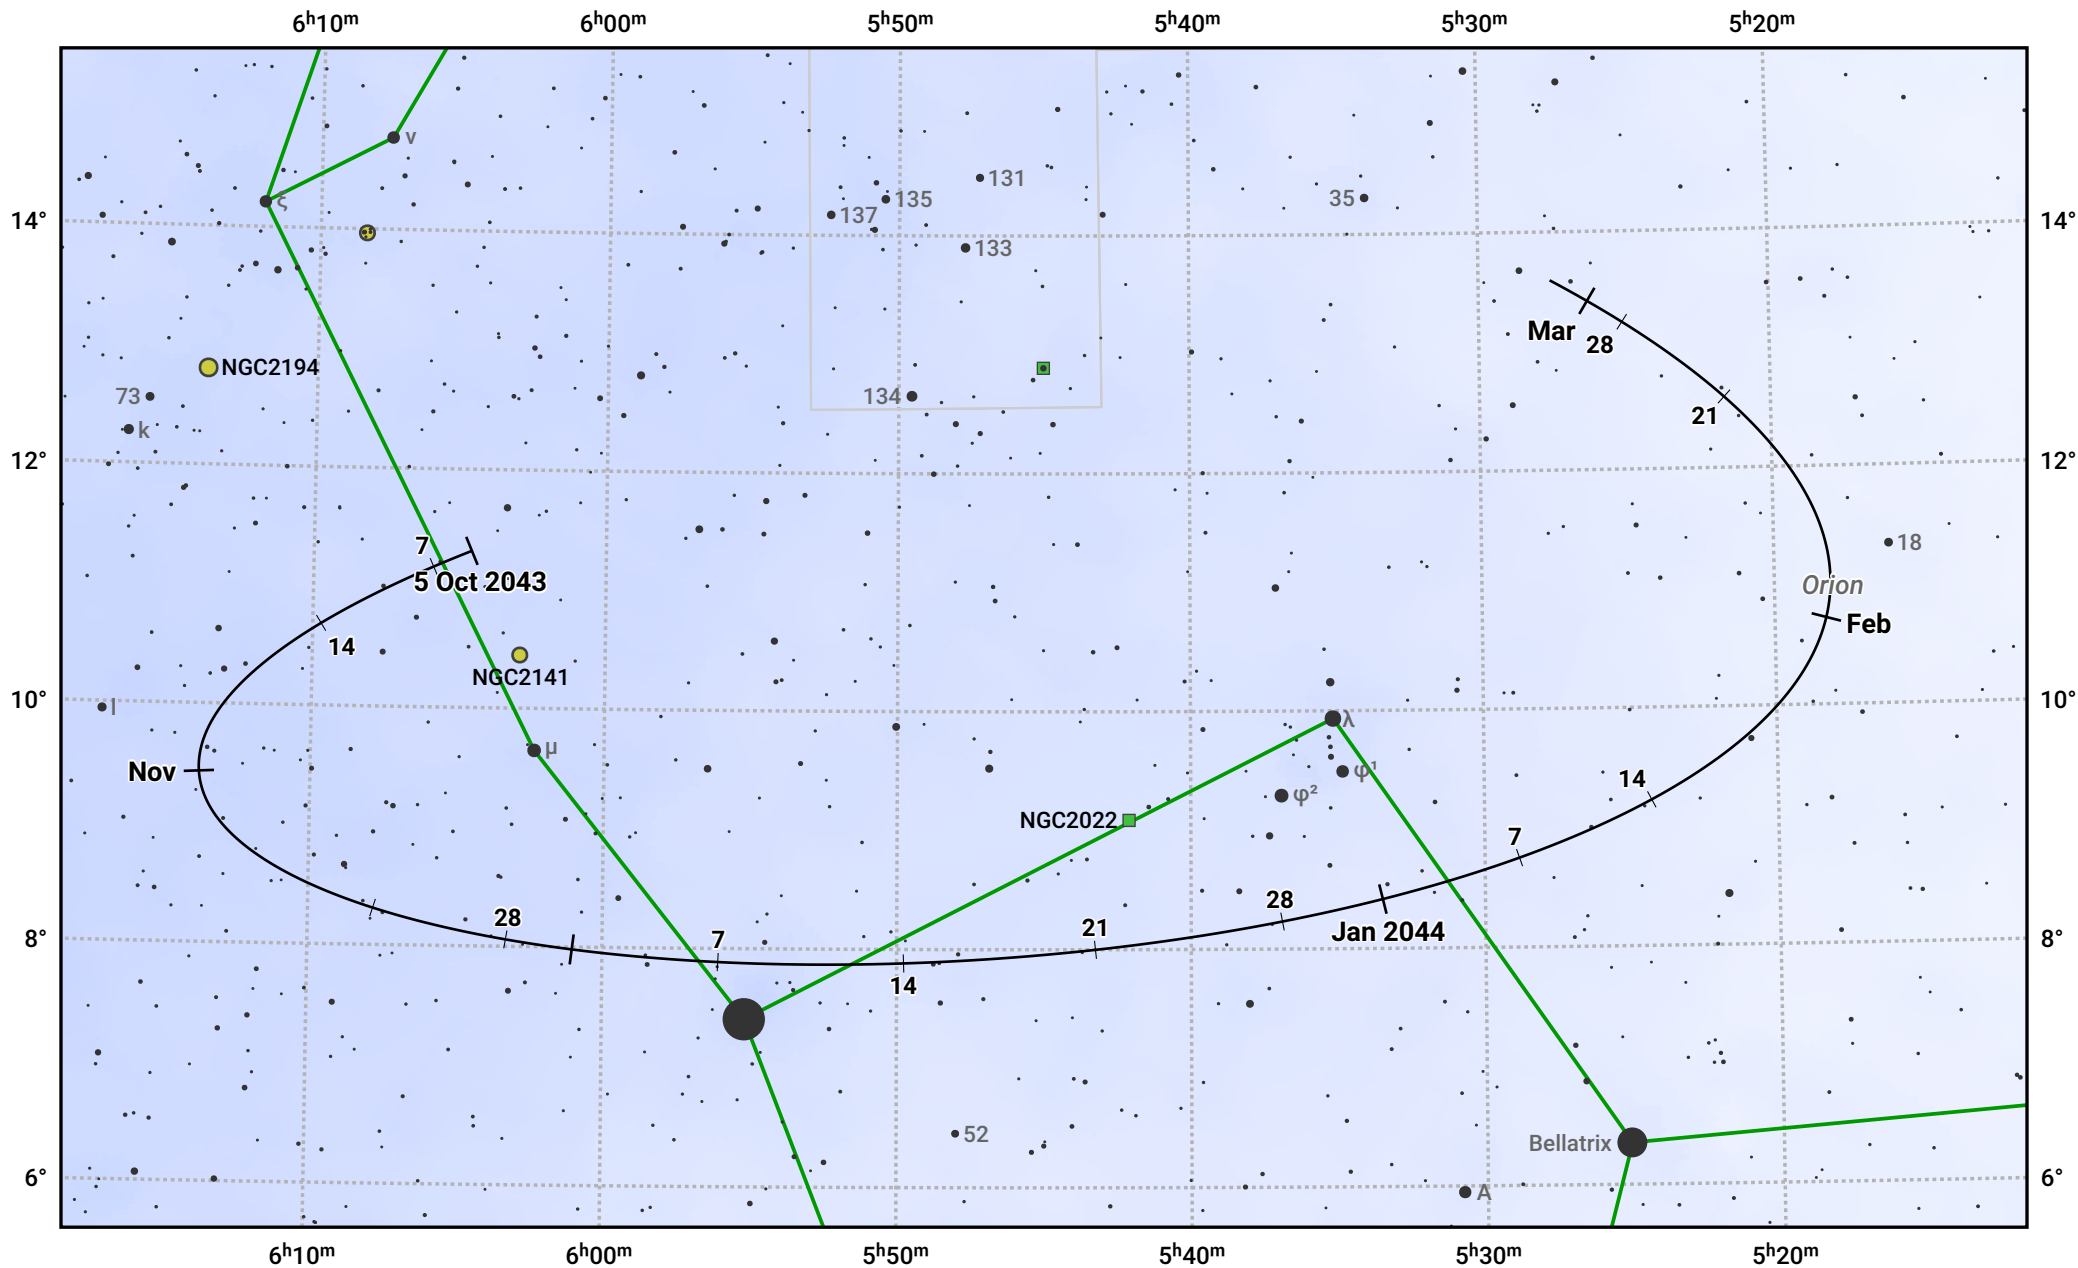 6ʰ10ᵐ 6ʰ00ᵐ 5ʰ50ᵐ 5ʰ40ᵐ 5ʰ30ᵐ 5ʰ20ᵐ
ν
131
ξ 135 35
137
14° 14°
133
Mar
28
NGC2194
73 134
k 21
12° 12°
7 18
5 Oct 2043
Orion
Feb
14
NGC2141
10° l 10°
λ
μ
Nov φ¹
14
φ²
NGC2022
7
28
28
21
Jan 2044
8° 7 8°
14
52
Bellatrix
6° 6°
A
6ʰ10ᵐ 6ʰ00ᵐ 5ʰ50ᵐ 5ʰ40ᵐ 5ʰ30ᵐ 5ʰ20ᵐ